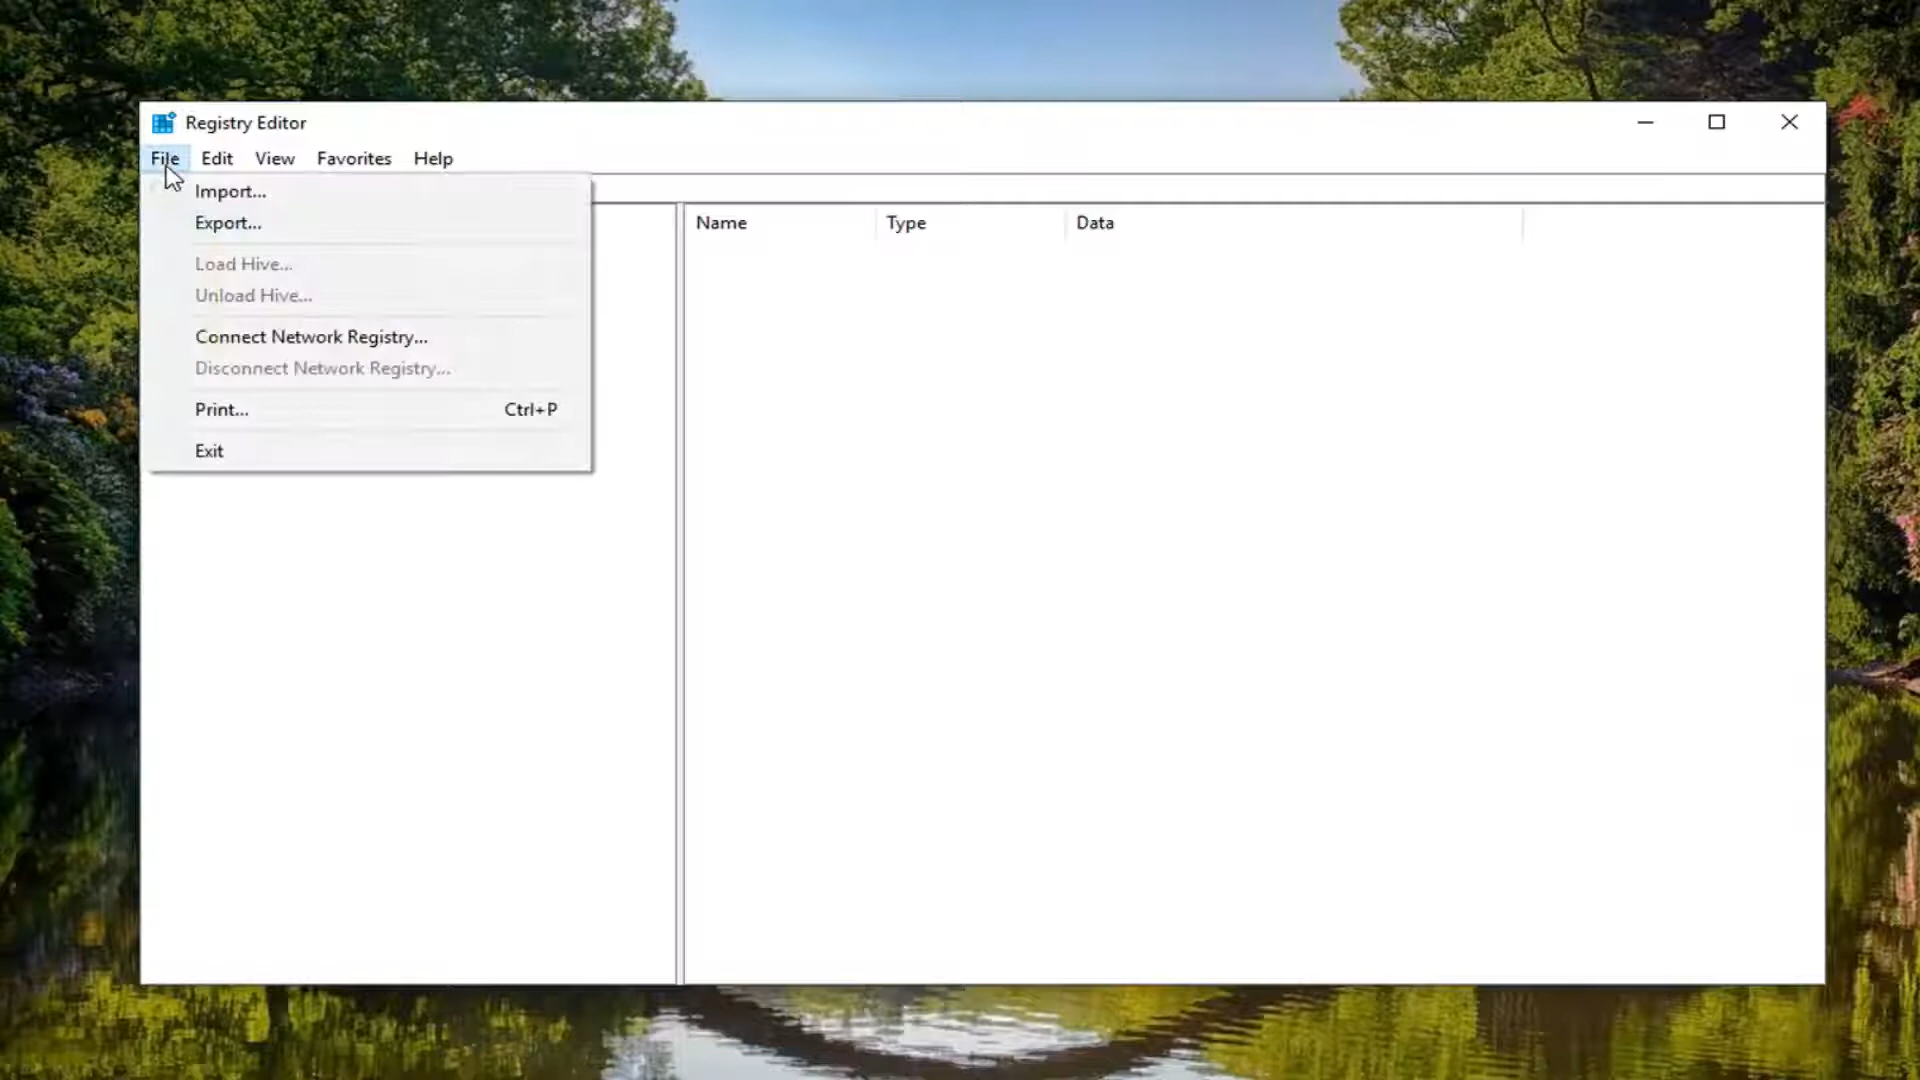 Registry Editor
File Edit View Favorites Help
Import...
Export...
Name Type Data
Load Hive...
Unload Hive...
Connect Network Registry...
Disconnect Network Registry...
Print... Ctrl+P
Exit